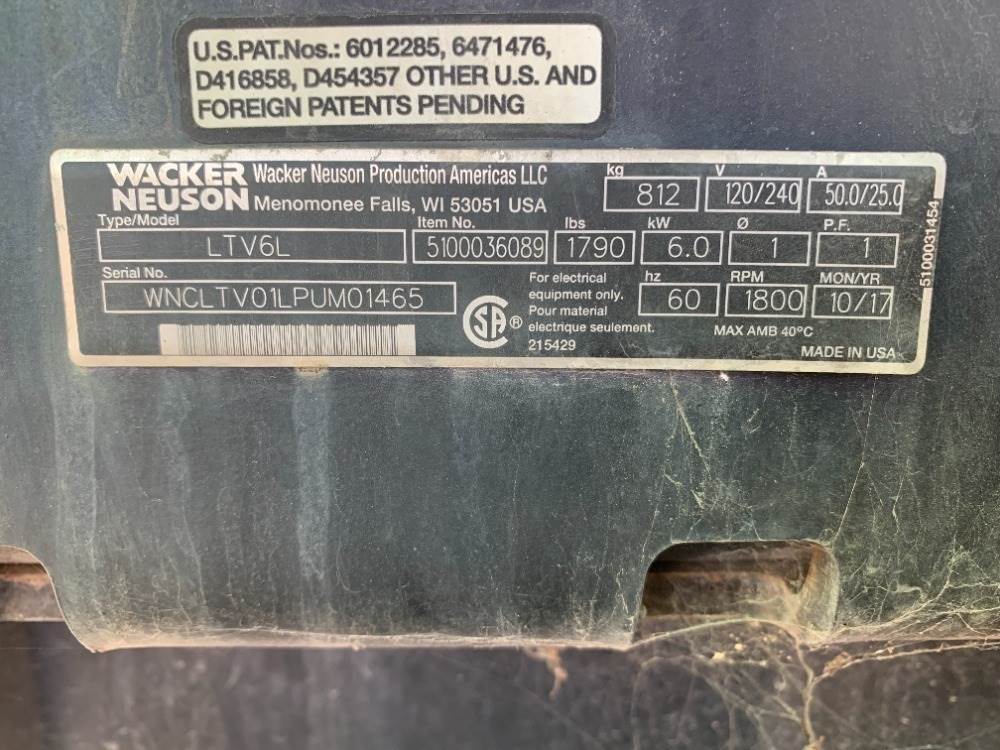 U.S.PAT.Nos.: 6012285, 6471476,
D416858, D454357 OTHER U.S. AND
FOREIGN PATENTS PENDING
WACKER
NEUSON
Wacker Neuson Production Americas LLC
Menomonee Falls, WI 53051 USA
kg
812
V
120/240
A
50.0/25.0
Type/Model
LTV6L
Item No.
5100036089
lbs
1790
kW
6.0
Ø
1
P.F.
1
Serial No.
WNCLTV01LPUM01465
SA ®
For electrical
equipment only.
Pour material
electrique seulement.
215429
hz
60
RPM
1800
MON/YR
10/17
MAX AMB 40°C
MADE IN USA
5100031454